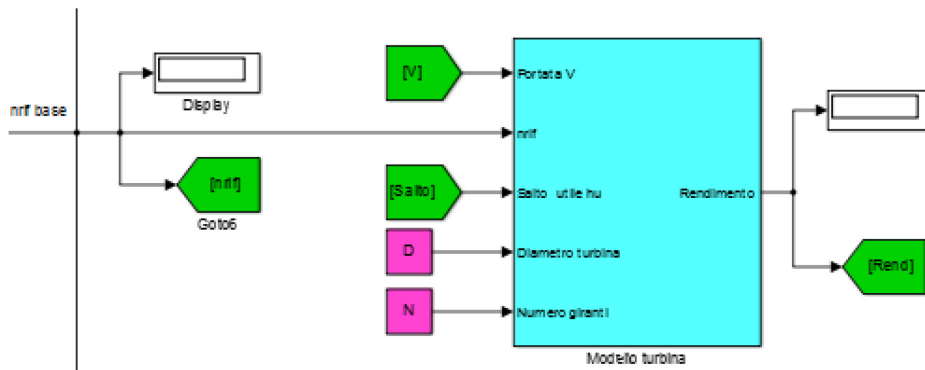 [V]
Portata V
nrif base
Display
nrif
[nrif]
Goto6
[Salto]
Salto utile hu
Rendimento
D
Diametro turbina
[Rend]
N
Numero giranti
Modello turbina